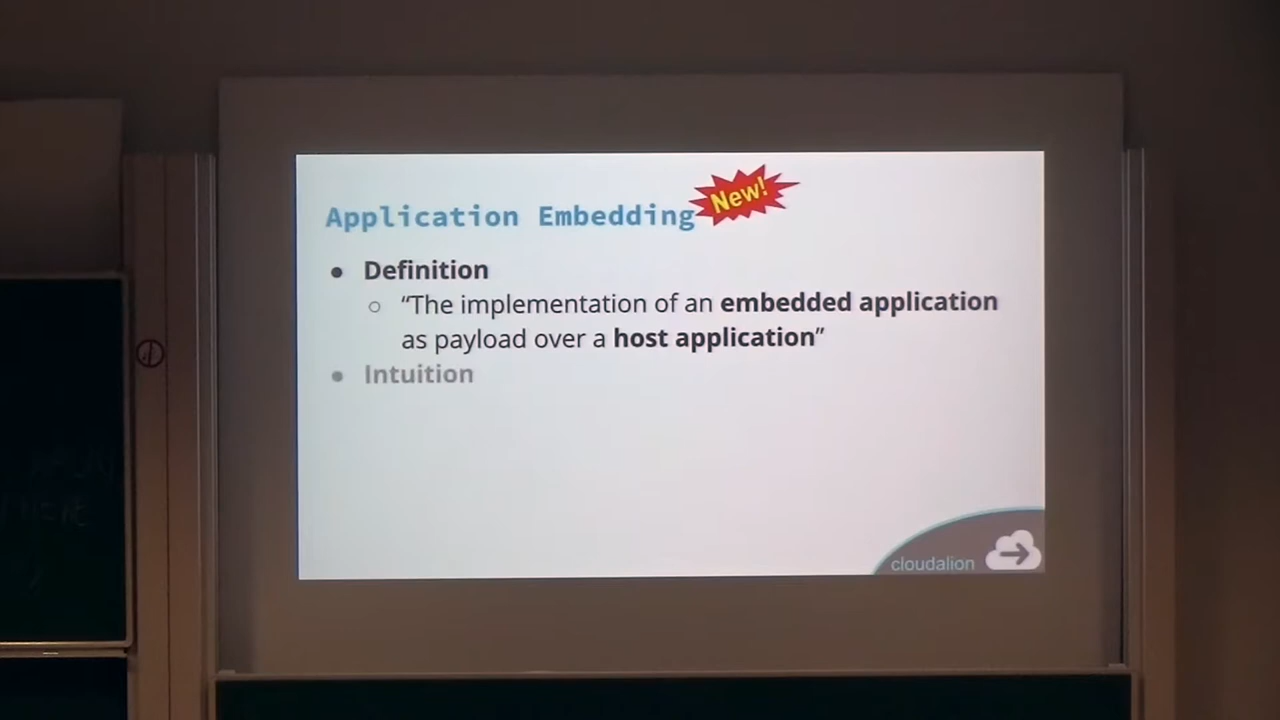 Application Embedding
New!
● Definition
○ “The implementation of an embedded application
as payload over a host application”
● Intuition
cloudalion